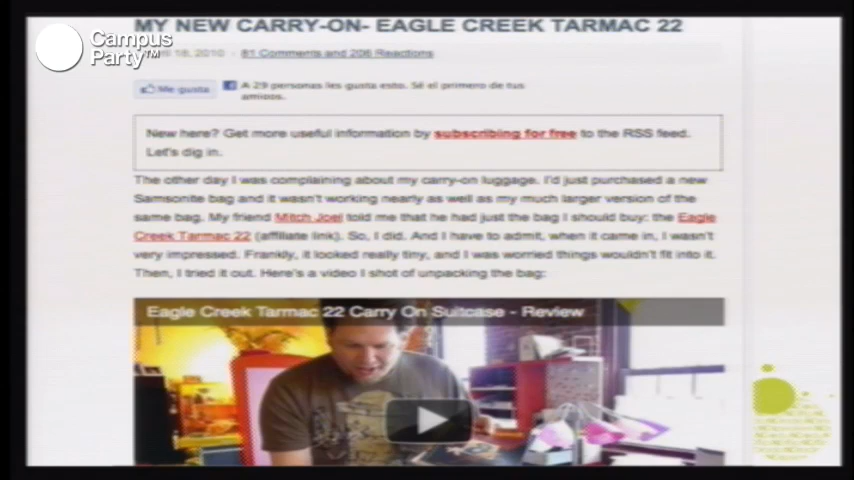 MY NEW CARRY-ON- EAGLE CREEK TARMAC 22
Campus
Party™
18, 2010 - 81 Comments and 206 Reactions
Me gusta
A 29 personas les gusta esto. Sé el primero de tus
amigos.
New here? Get more useful information by subscribing for free to the RSS feed.
Let's dig in.
The other day I was complaining about my carry-on luggage. I'd just purchased a new
Samsonite bag and it wasn't working nearly as well as my much larger version of the
same bag. My friend Mitch Joel told me that he had just the bag I should buy: the Eagle
Creek Tarmac 22 (affiliate link). So, I did. And I have to admit, when it came in, I wasn't
very impressed. Frankly, it looked really tiny, and I was worried things wouldn't fit into it.
Then, I tried it out. Here's a video I shot of unpacking the bag:
Eagle Creek Tarmac 22 Carry On Suitcase - Review